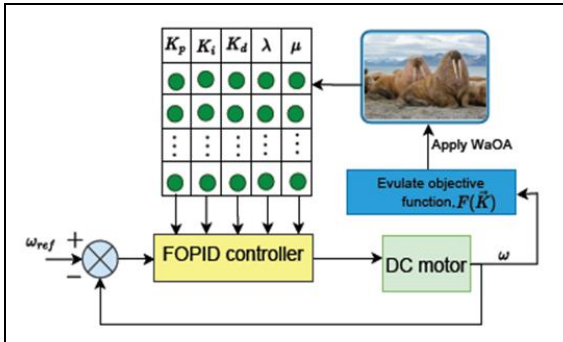 K_p K_i K_d λ μ
Apply WaOA
Evulate objective
function, F(K⃗)
ω_ref + −
FOPID controller
DC motor
ω